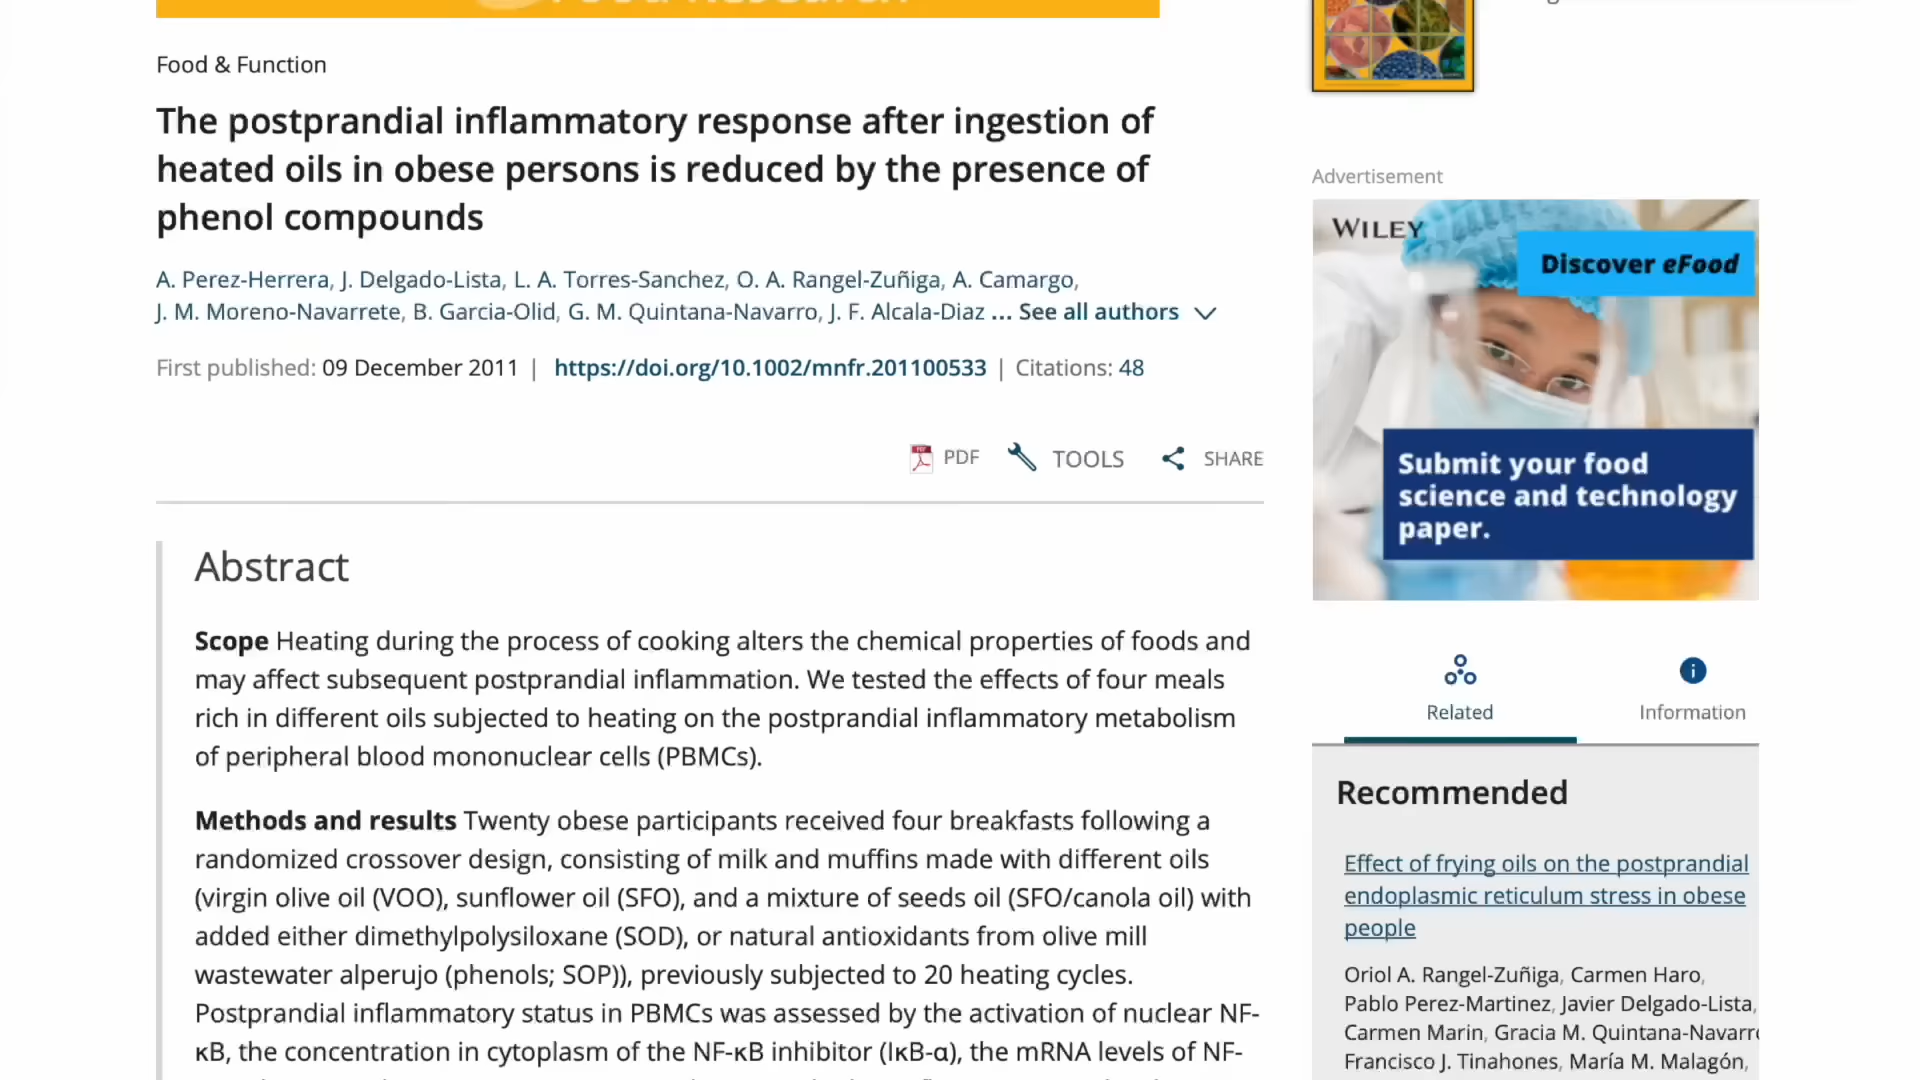 Food & Function
The postprandial inflammatory response after ingestion of
heated oils in obese persons is reduced by the presence of
phenol compounds
A. Perez-Herrera, J. Delgado-Lista, L. A. Torres-Sanchez, O. A. Rangel-Zuñiga, A. Camargo,
J. M. Moreno-Navarrete, B. Garcia-Olid, G. M. Quintana-Navarro, J. F. Alcala-Diaz ... See all authors
First published: 09 December 2011 | https://doi.org/10.1002/mnfr.201100533 | Citations: 48
PDF TOOLS SHARE
Abstract
Scope Heating during the process of cooking alters the chemical properties of foods and
may affect subsequent postprandial inflammation. We tested the effects of four meals
rich in different oils subjected to heating on the postprandial inflammatory metabolism
of peripheral blood mononuclear cells (PBMCs).
Methods and results Twenty obese participants received four breakfasts following a
randomized crossover design, consisting of milk and muffins made with different oils
(virgin olive oil (VOO), sunflower oil (SFO), and a mixture of seeds oil (SFO/canola oil) with
added either dimethylpolysiloxane (SOD), or natural antioxidants from olive mill
wastewater alperujo (phenols; SOP)), previously subjected to 20 heating cycles.
Postprandial inflammatory status in PBMCs was assessed by the activation of nuclear NF-
κB, the concentration in cytoplasm of the NF-κB inhibitor (IκB-α), the mRNA levels of NF-
Advertisement
WILEY
Discover eFood
Submit your food
science and technology
paper.
Related
Information
Recommended
Effect of frying oils on the postprandial
endoplasmic reticulum stress in obese
people
Oriol A. Rangel-Zuñiga, Carmen Haro,
Pablo Perez-Martinez, Javier Delgado-Lista,
Carmen Marin, Gracia M. Quintana-Navarro
Francisco J. Tinahones, María M. Malagón,